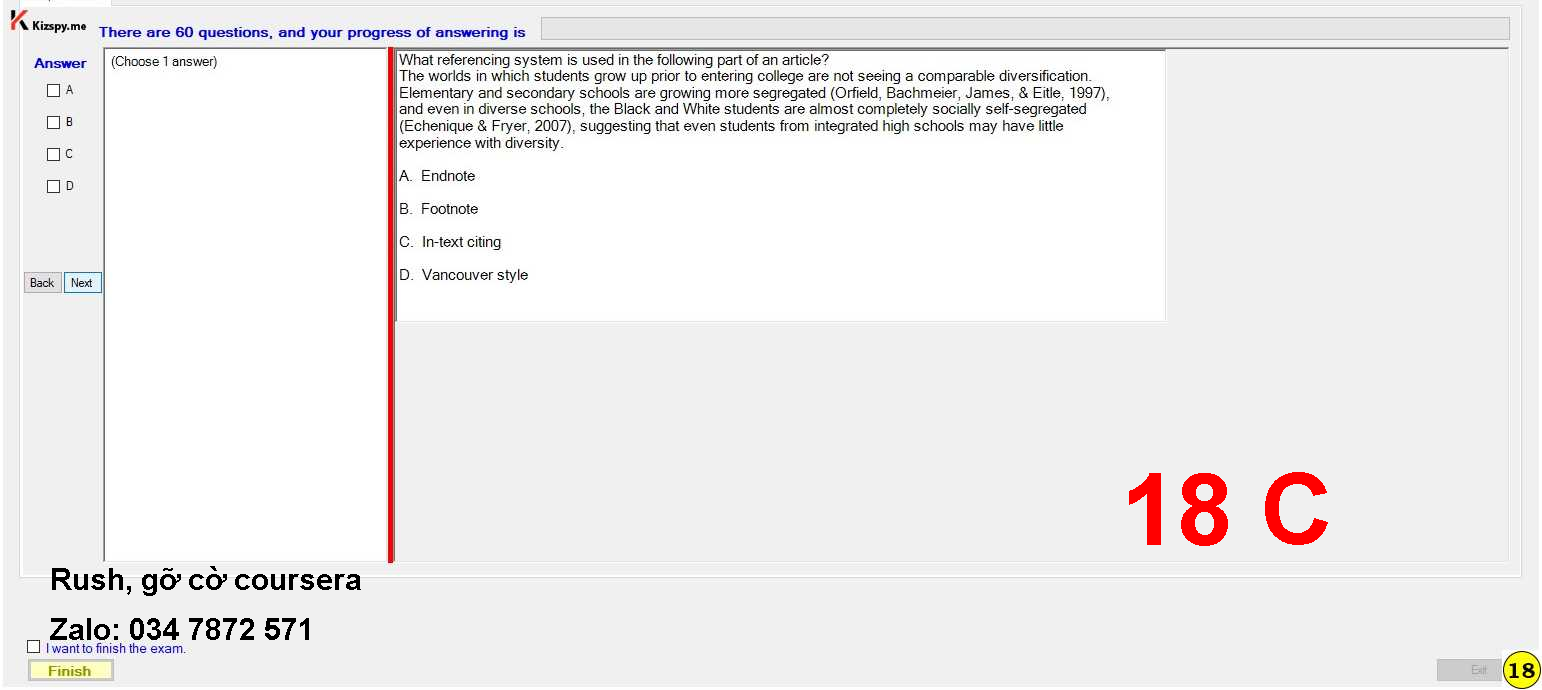 Kizspy.me
There are 60 questions, and your progress of answering is
Answer
A
B
C
D
Back Next
(Choose 1 answer)
What referencing system is used in the following part of an article?
The worlds in which students grow up prior to entering college are not seeing a comparable diversification.
Elementary and secondary schools are growing more segregated (Orfield, Bachmeier, James, & Eitle, 1997),
and even in diverse schools, the Black and White students are almost completely socially self-segregated
(Echenique & Fryer, 2007), suggesting that even students from integrated high schools may have little
experience with diversity.
A. Endnote
B. Footnote
C. In-text citing
D. Vancouver style
18 C
Rush, gỡ cờ coursera
Zalo: 034 7872 571
I want to finish the exam.
Finish
Exit
18